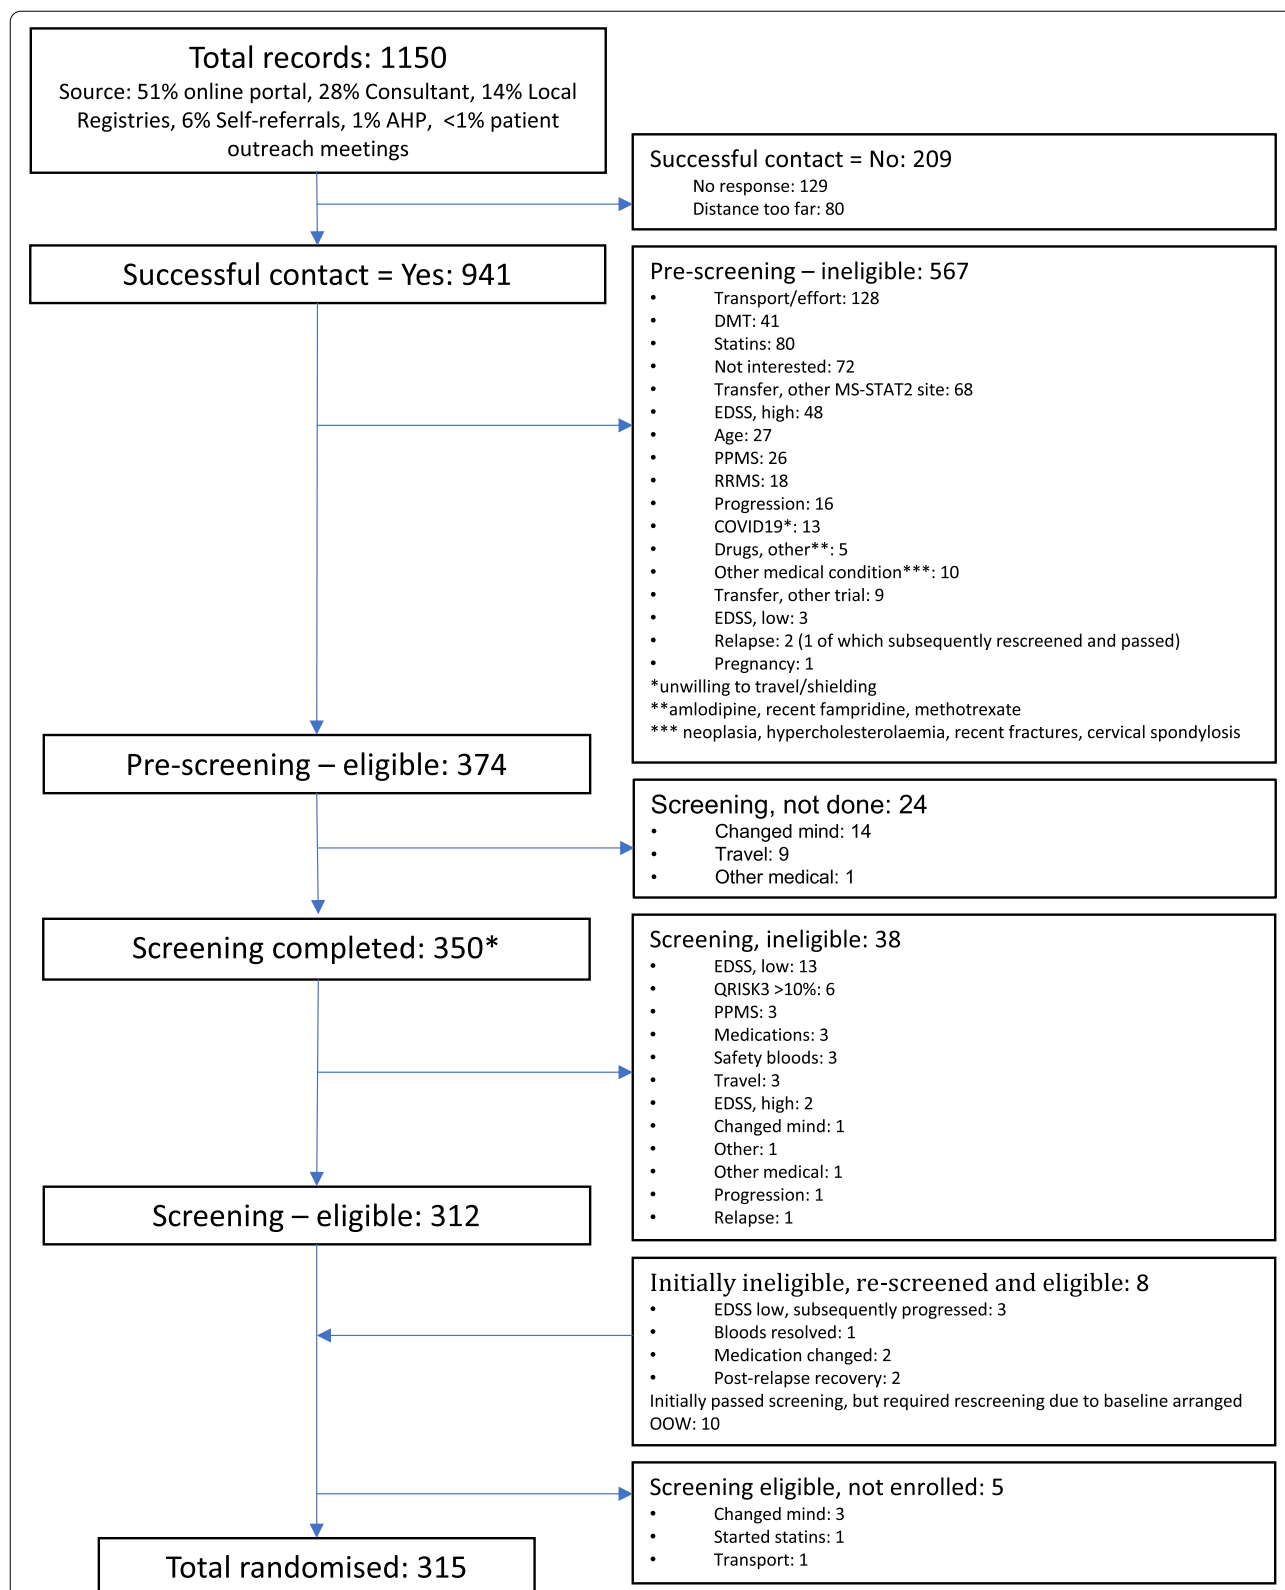 Total records: 1150
Source: 51% online portal, 28% Consultant, 14% Local
Registries, 6% Self-referrals, 1% AHP, <1% patient
outreach meetings
Successful contact = No: 209
No response: 129
Distance too far: 80
Successful contact = Yes: 941
Pre-screening – ineligible: 567
• Transport/effort: 128
• DMT: 41
• Statins: 80
• Not interested: 72
• Transfer, other MS-STAT2 site: 68
• EDSS, high: 48
• Age: 27
• PPMS: 26
• RRMS: 18
• Progression: 16
• COVID19*: 13
• Drugs, other**: 5
• Other medical condition***: 10
• Transfer, other trial: 9
• EDSS, low: 3
• Relapse: 2 (1 of which subsequently rescreened and passed)
• Pregnancy: 1
*unwilling to travel/shielding
**amlodipine, recent fampridine, methotrexate
*** neoplasia, hypercholesterolaemia, recent fractures, cervical spondylosis
Pre-screening – eligible: 374
Screening, not done: 24
• Changed mind: 14
• Travel: 9
• Other medical: 1
Screening completed: 350*
Screening, ineligible: 38
• EDSS, low: 13
• QRISK3 >10%: 6
• PPMS: 3
• Medications: 3
• Safety bloods: 3
• Travel: 3
• EDSS, high: 2
• Changed mind: 1
• Other: 1
• Other medical: 1
• Progression: 1
• Relapse: 1
Screening – eligible: 312
Initially ineligible, re-screened and eligible: 8
• EDSS low, subsequently progressed: 3
• Bloods resolved: 1
• Medication changed: 2
• Post-relapse recovery: 2
Initially passed screening, but required rescreening due to baseline arranged
OOW: 10
Screening eligible, not enrolled: 5
• Changed mind: 3
• Started statins: 1
• Transport: 1
Total randomised: 315